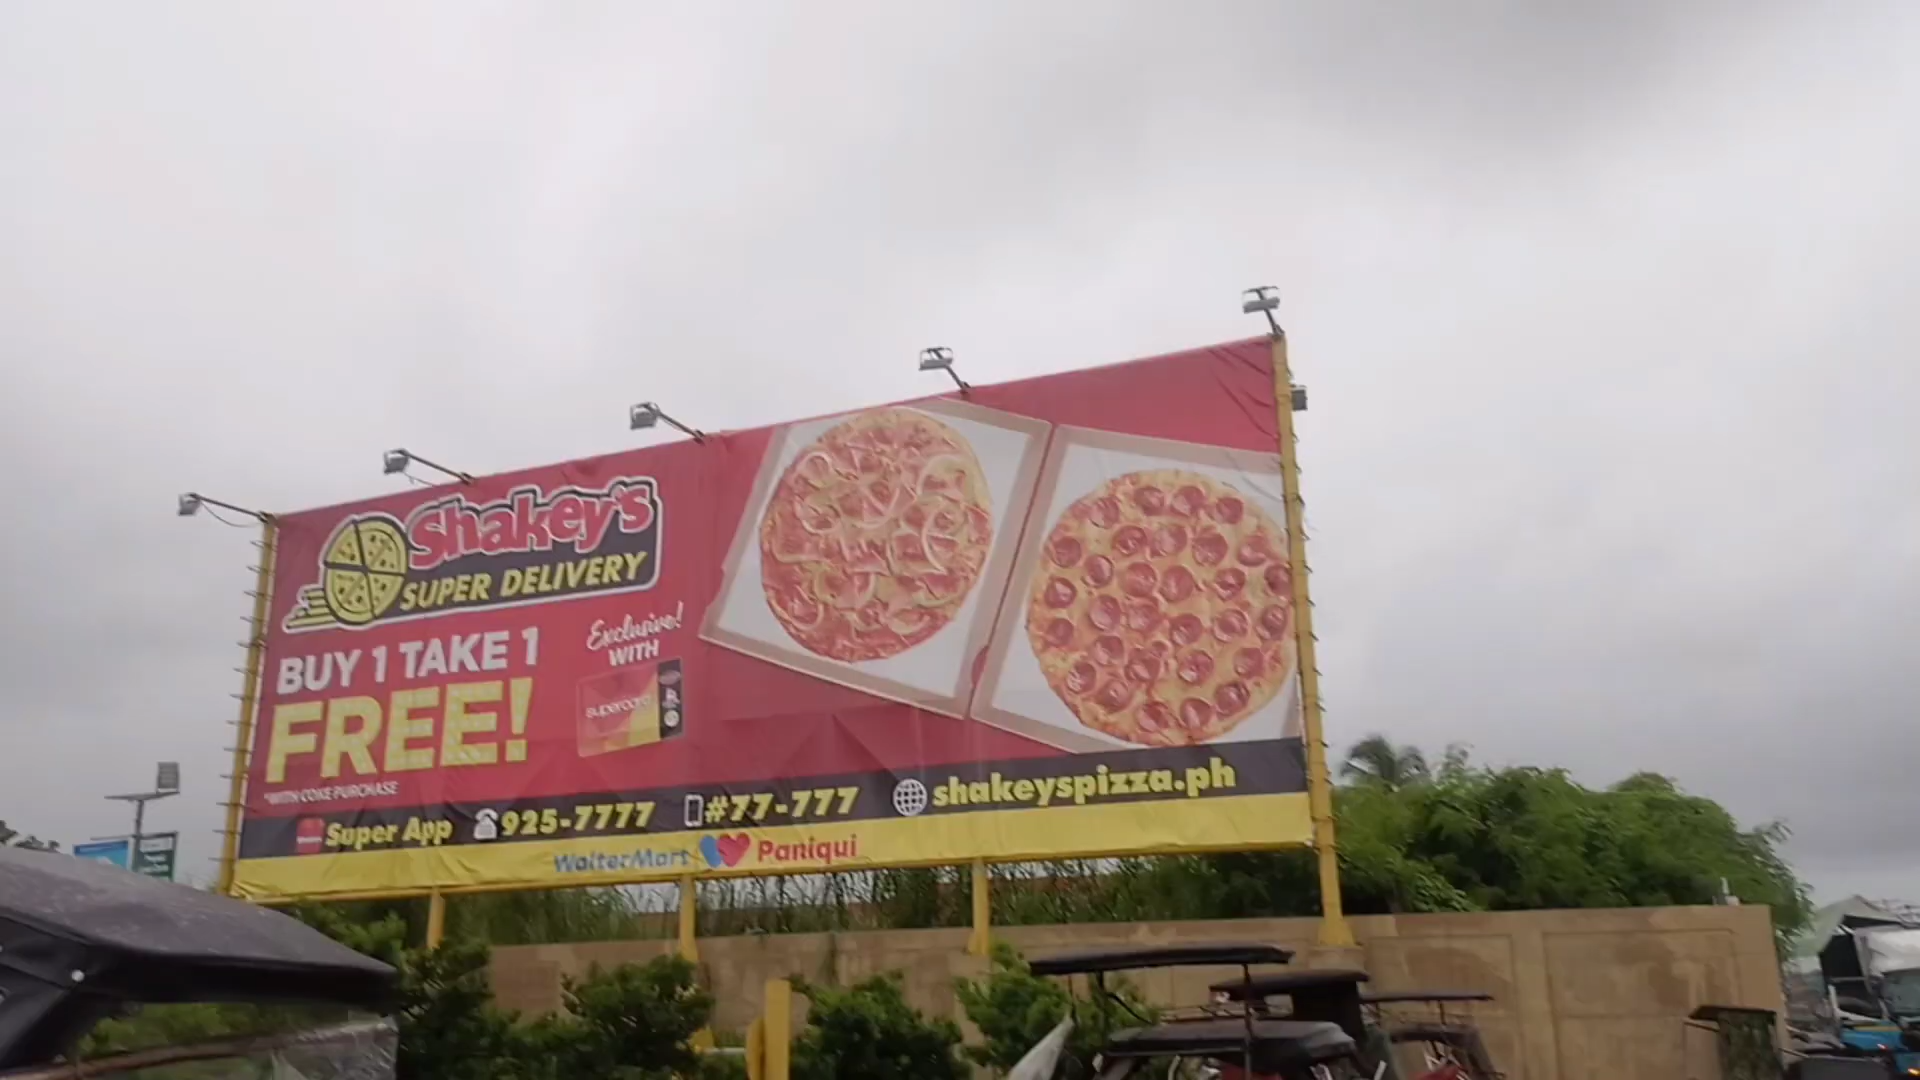 Shakey's
SUPER DELIVERY
BUY 1 TAKE 1
FREE!
*WITH COKE PURCHASE
Exclusive!
WITH
supercard
Super App
925-7777
#77-777
shakeyspizza.ph
WalterMart Paniqui